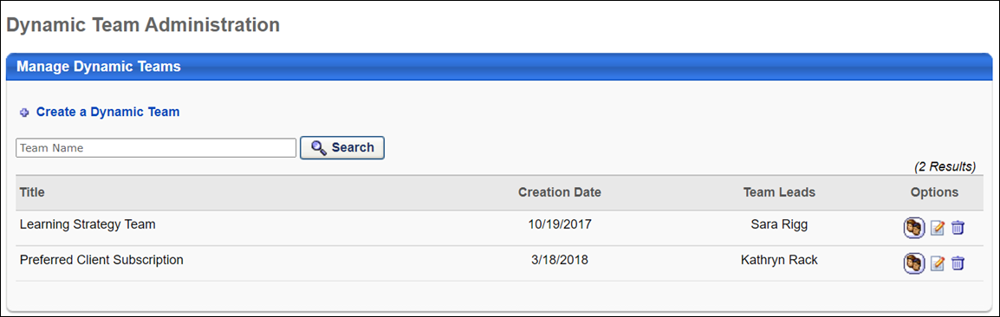 Dynamic Team Administration
Manage Dynamic Teams
Create a Dynamic Team
Team Name Search
(2 Results)
Title Creation Date Team Leads Options
Learning Strategy Team 10/19/2017 Sara Rigg
Preferred Client Subscription 3/18/2018 Kathryn Rack